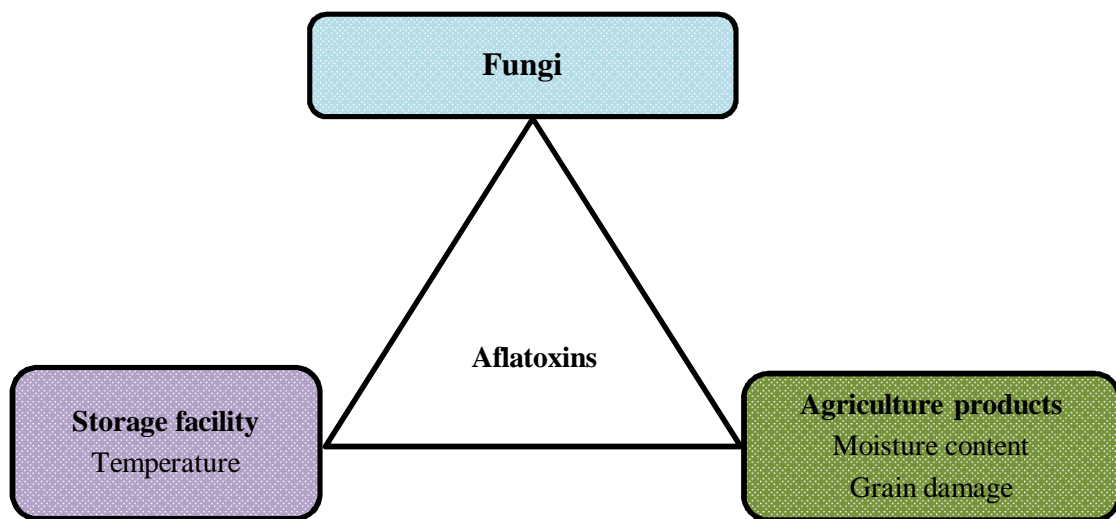 Fungi
Aflatoxins
Storage facility
Temperature
Agriculture products
Moisture content
Grain damage